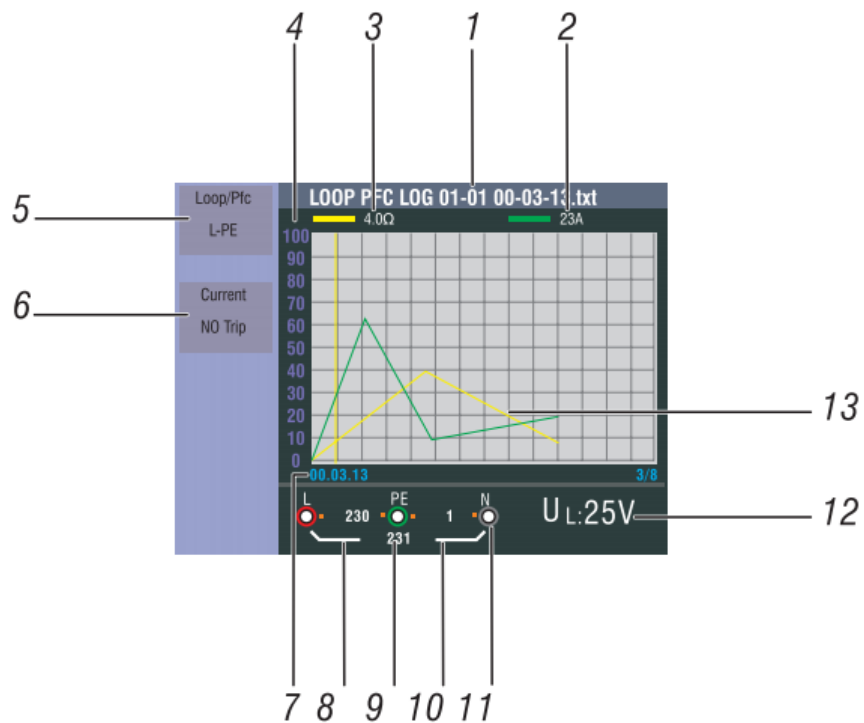 4 3 1 2
5
6
Loop/Pfc
L-PE
Current
NO Trip
LOOP PFC LOG 01-01 00-03-13.txt
4.0Ω 23A
100
90
80
70
60
50
40
30
20
10
0
13
00.03.13 3/8
L PE N
230 1
231
UL:25V
12
7 8 9 10 11